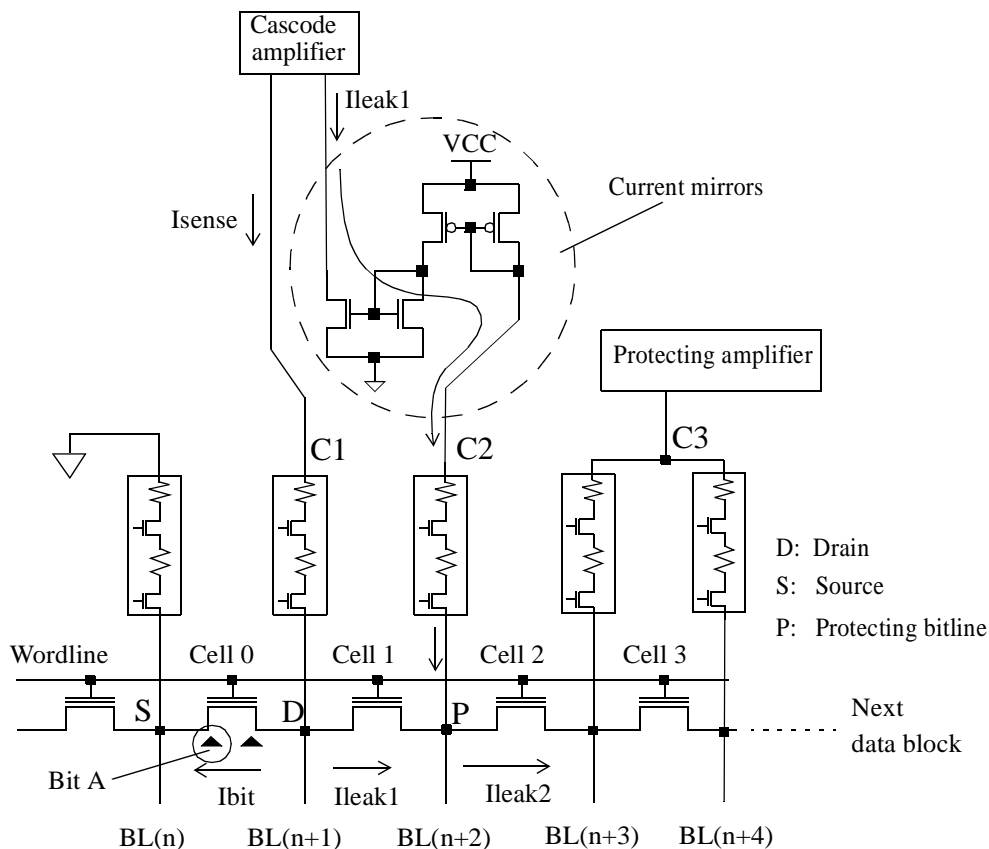 Cascode
amplifier
Ileak1
VCC
Current mirrors
Isense
Protecting amplifier
C1
C2
C3
D: Drain
S: Source
P: Protecting bitline
Wordline
Cell 0
Cell 1
Cell 2
Cell 3
S
D
P
Next
data block
Bit A
Ibit
Ileak1
Ileak2
BL(n)
BL(n+1)
BL(n+2)
BL(n+3)
BL(n+4)